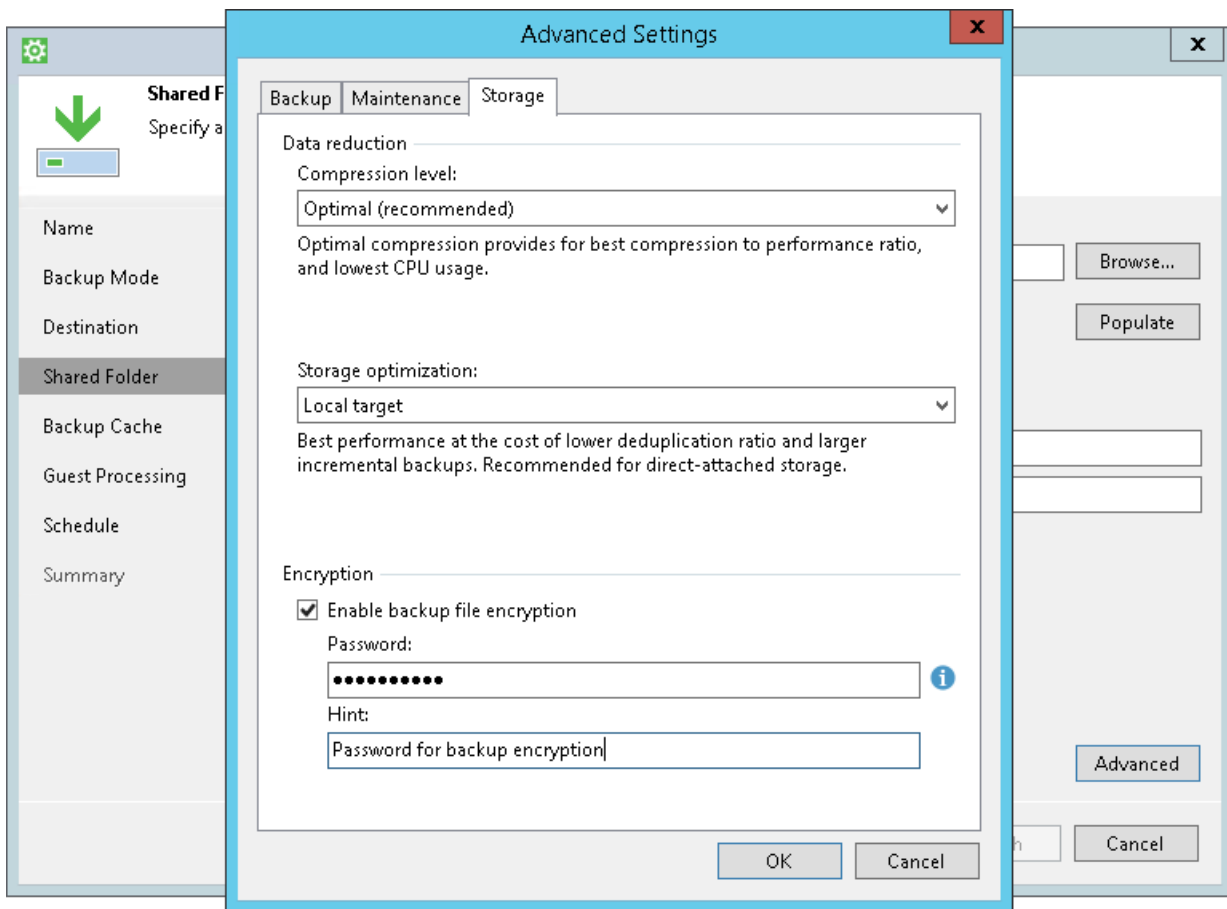 Advanced Settings
x
x
Shared F
Specify a
Name
Backup Mode
Destination
Shared Folder
Backup Cache
Guest Processing
Schedule
Summary
Backup
Maintenance
Storage
Data reduction
Compression level:
Optimal (recommended)
Optimal compression provides for best compression to performance ratio,
and lowest CPU usage.
Storage optimization:
Local target
Best performance at the cost of lower deduplication ratio and larger
incremental backups. Recommended for direct-attached storage.
Encryption
Enable backup file encryption
Password:
••••••••••
Hint:
Password for backup encryption
OK
Cancel
Browse...
Populate
Advanced
h
Cancel